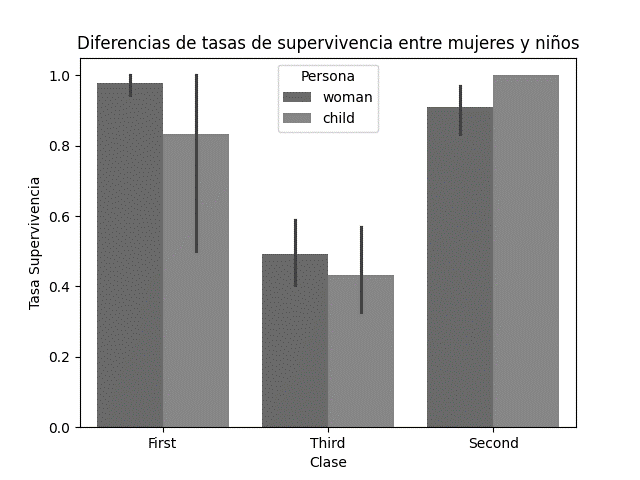 Diferencias de tasas de supervivencia entre mujeres y niños
Persona
woman
child
1.0
0.8
0.6
0.4
0.2
0.0
Tasa Supervivencia
First
Third
Second
Clase